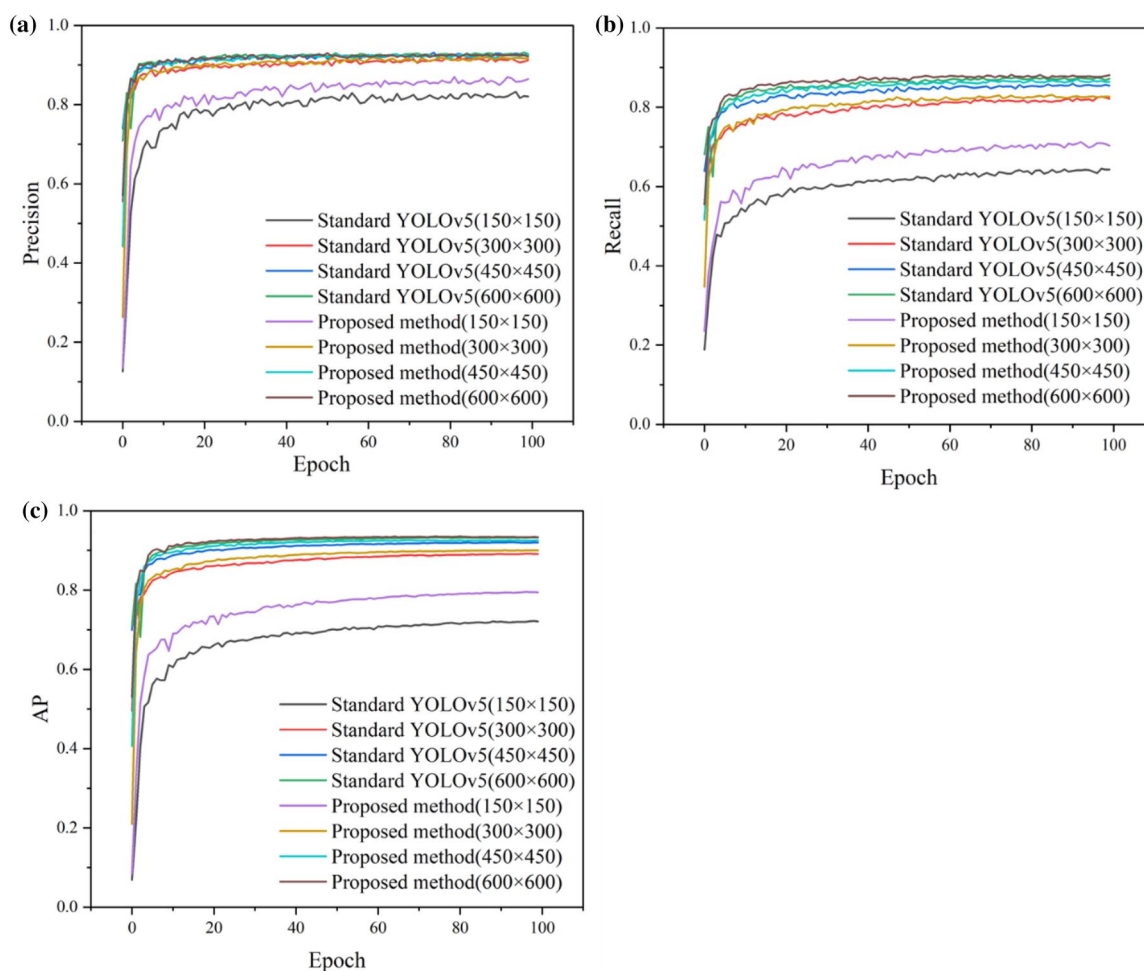 (a)
1.0
0.8
0.6
0.4
0.2
0.0
Precision
Standard YOLOv5(150×150)
Standard YOLOv5(300×300)
Standard YOLOv5(450×450)
Standard YOLOv5(600×600)
Proposed method(150×150)
Proposed method(300×300)
Proposed method(450×450)
Proposed method(600×600)
0 20 40 60 80 100
Epoch
(b)
1.0
0.8
0.6
0.4
0.2
0.0
Recall
Standard YOLOv5(150×150)
Standard YOLOv5(300×300)
Standard YOLOv5(450×450)
Standard YOLOv5(600×600)
Proposed method(150×150)
Proposed method(300×300)
Proposed method(450×450)
Proposed method(600×600)
0 20 40 60 80 100
Epoch
(c)
1.0
0.8
0.6
0.4
0.2
0.0
AP
Standard YOLOv5(150×150)
Standard YOLOv5(300×300)
Standard YOLOv5(450×450)
Standard YOLOv5(600×600)
Proposed method(150×150)
Proposed method(300×300)
Proposed method(450×450)
Proposed method(600×600)
0 20 40 60 80 100
Epoch